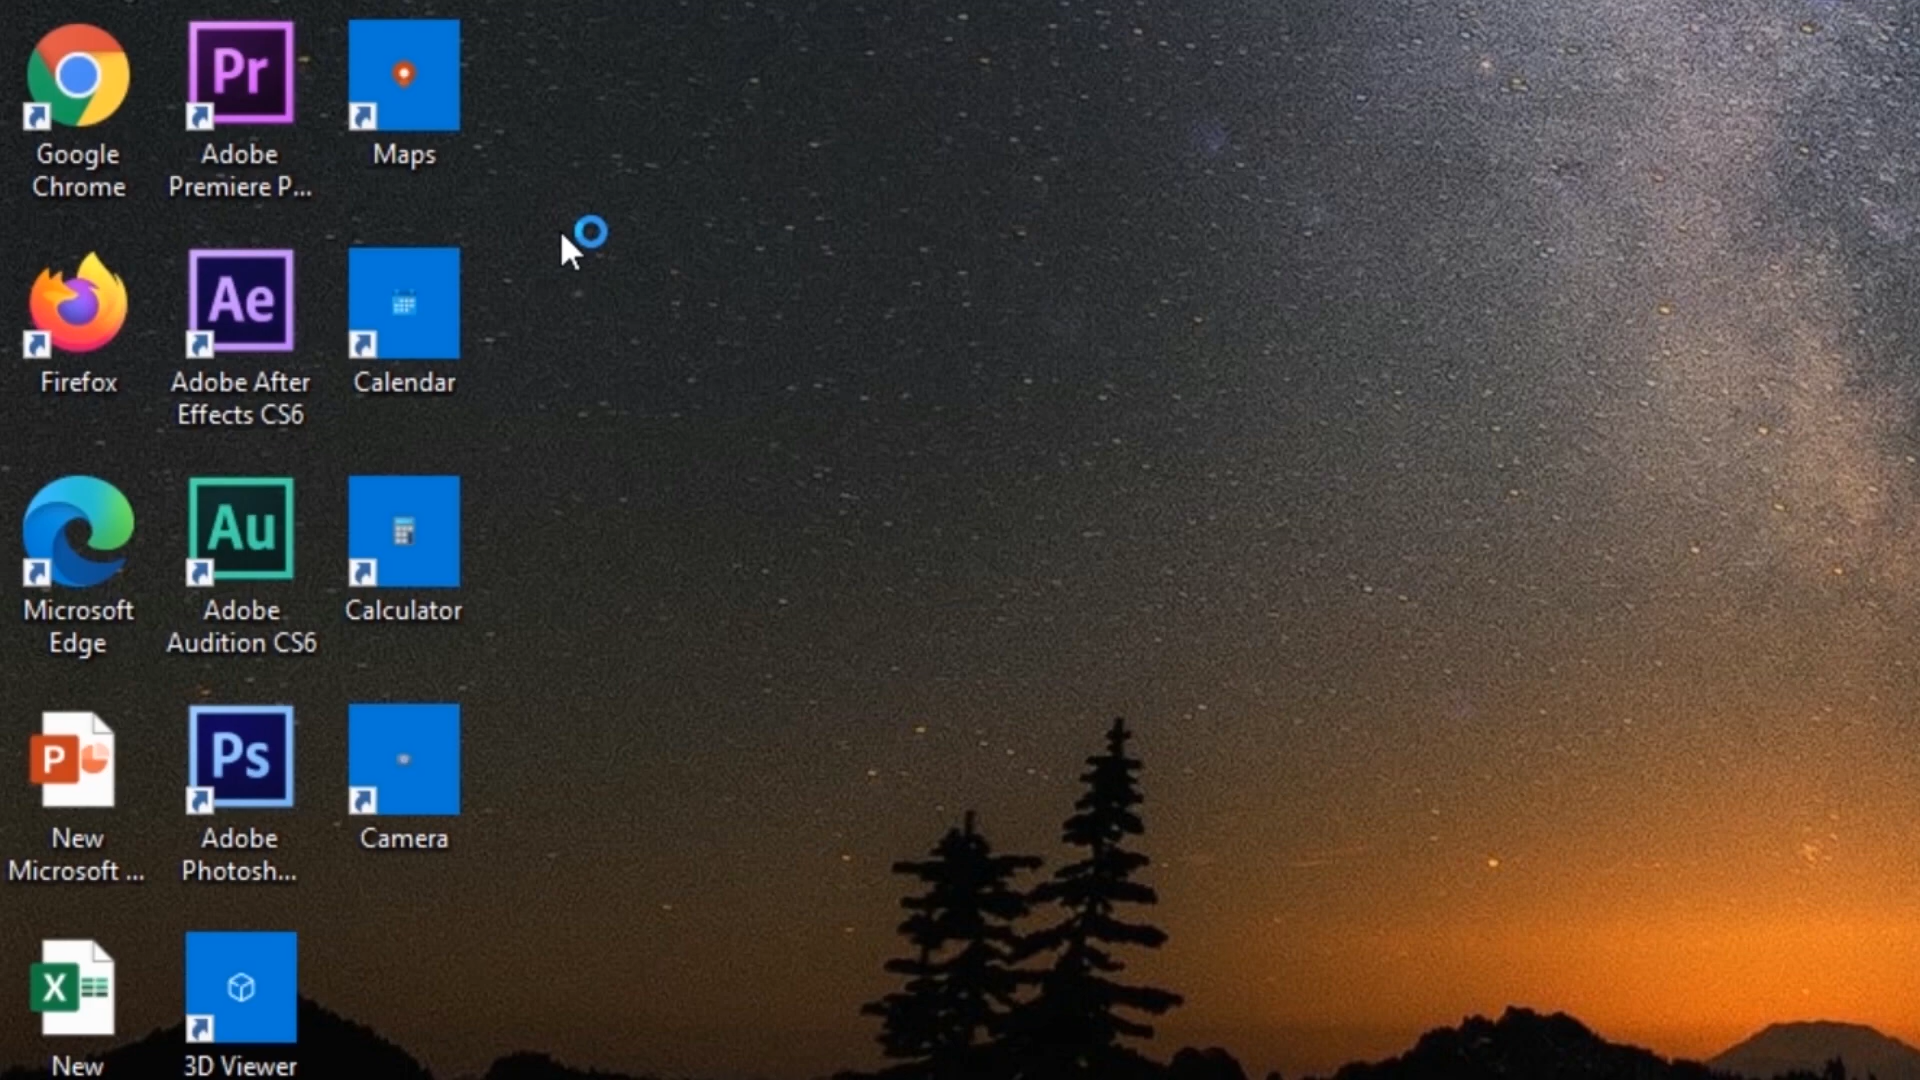 Google
Chrome
Pr
Adobe
Premiere P...
Maps
Firefox
Ae
Adobe After
Effects CS6
Calendar
Microsoft
Edge
Au
Adobe
Audition CS6
Calculator
P
New
Microsoft ...
Ps
Adobe
Photosh...
Camera
X
New
3D Viewer